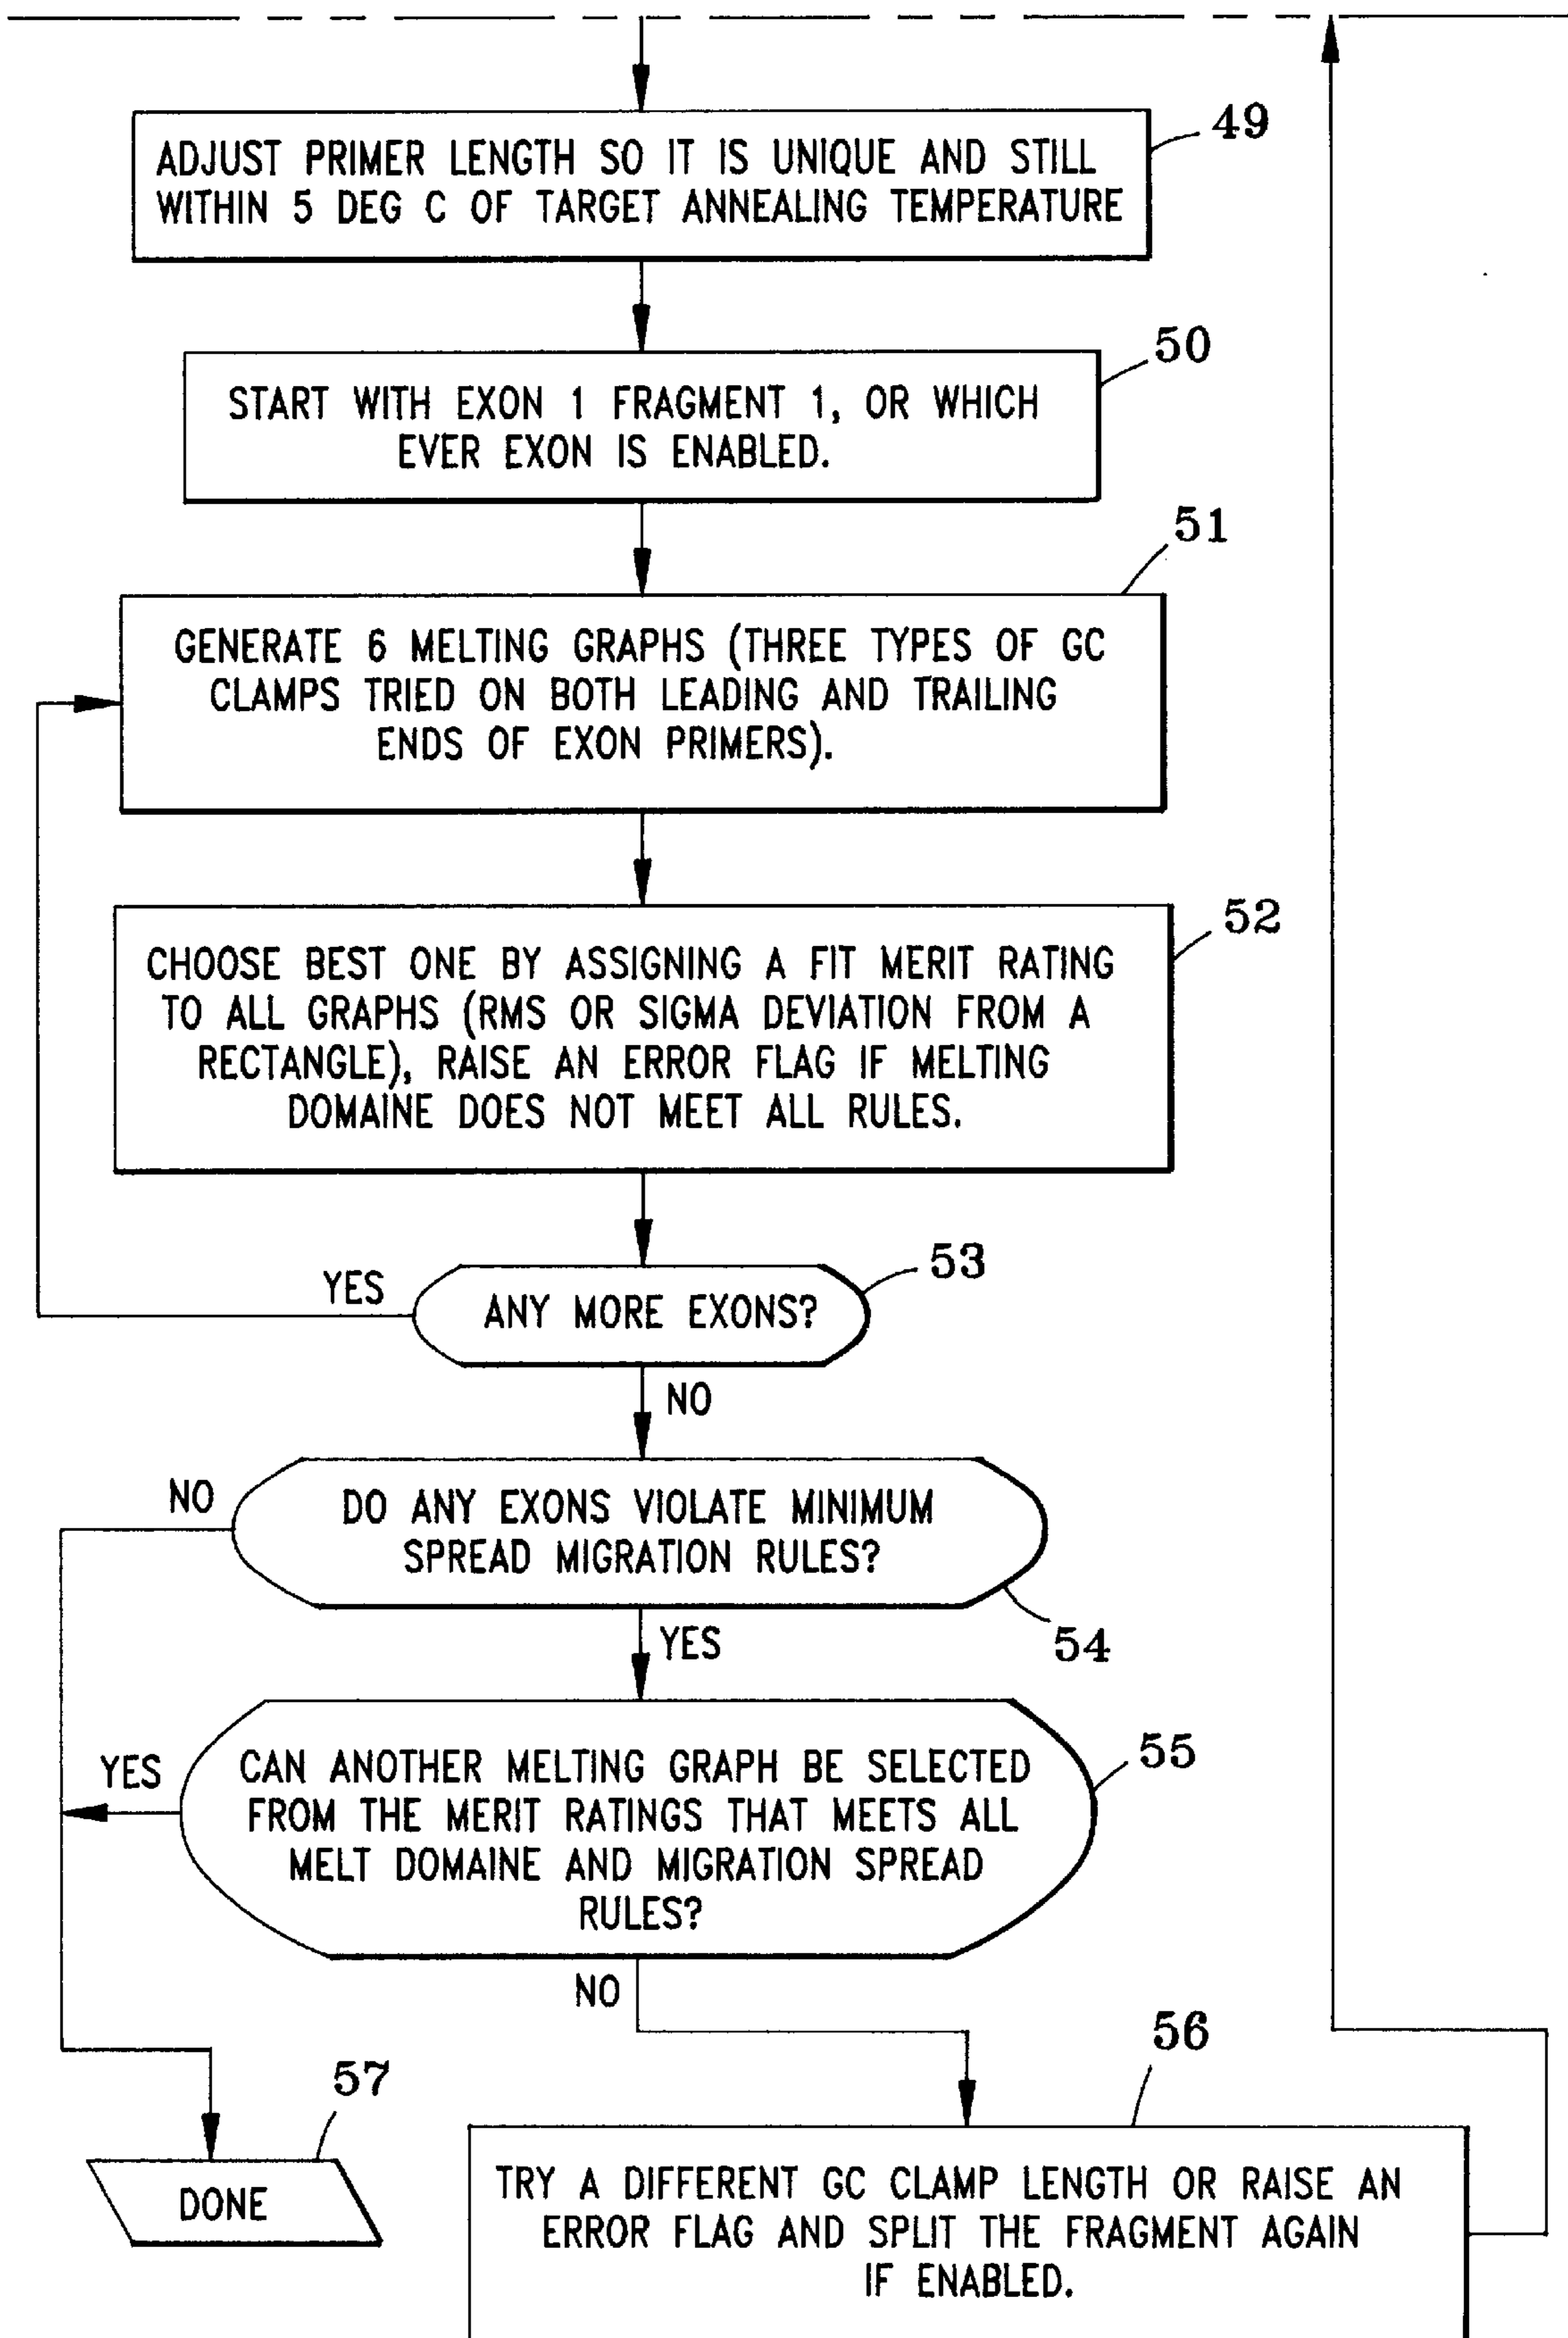 49
ADJUST PRIMER LENGTH SO IT IS UNIQUE AND STILL
WITHIN 5 DEG C OF TARGET ANNEALING TEMPERATURE
50
START WITH EXON 1 FRAGMENT 1, OR WHICH
EVER EXON IS ENABLED.
51
GENERATE 6 MELTING GRAPHS (THREE TYPES OF GC
CLAMPS TRIED ON BOTH LEADING AND TRAILING
ENDS OF EXON PRIMERS).
52
CHOOSE BEST ONE BY ASSIGNING A FIT MERIT RATING
TO ALL GRAPHS (RMS OR SIGMA DEVIATION FROM A
RECTANGLE), RAISE AN ERROR FLAG IF MELTING
DOMAINE DOES NOT MEET ALL RULES.
53
YES
ANY MORE EXONS?
NO
NO
DO ANY EXONS VIOLATE MINIMUM
SPREAD MIGRATION RULES?
54
YES
YES
55
CAN ANOTHER MELTING GRAPH BE SELECTED
FROM THE MERIT RATINGS THAT MEETS ALL
MELT DOMAINE AND MIGRATION SPREAD
RULES?
NO
56
57
DONE
TRY A DIFFERENT GC CLAMP LENGTH OR RAISE AN
ERROR FLAG AND SPLIT THE FRAGMENT AGAIN
IF ENABLED.